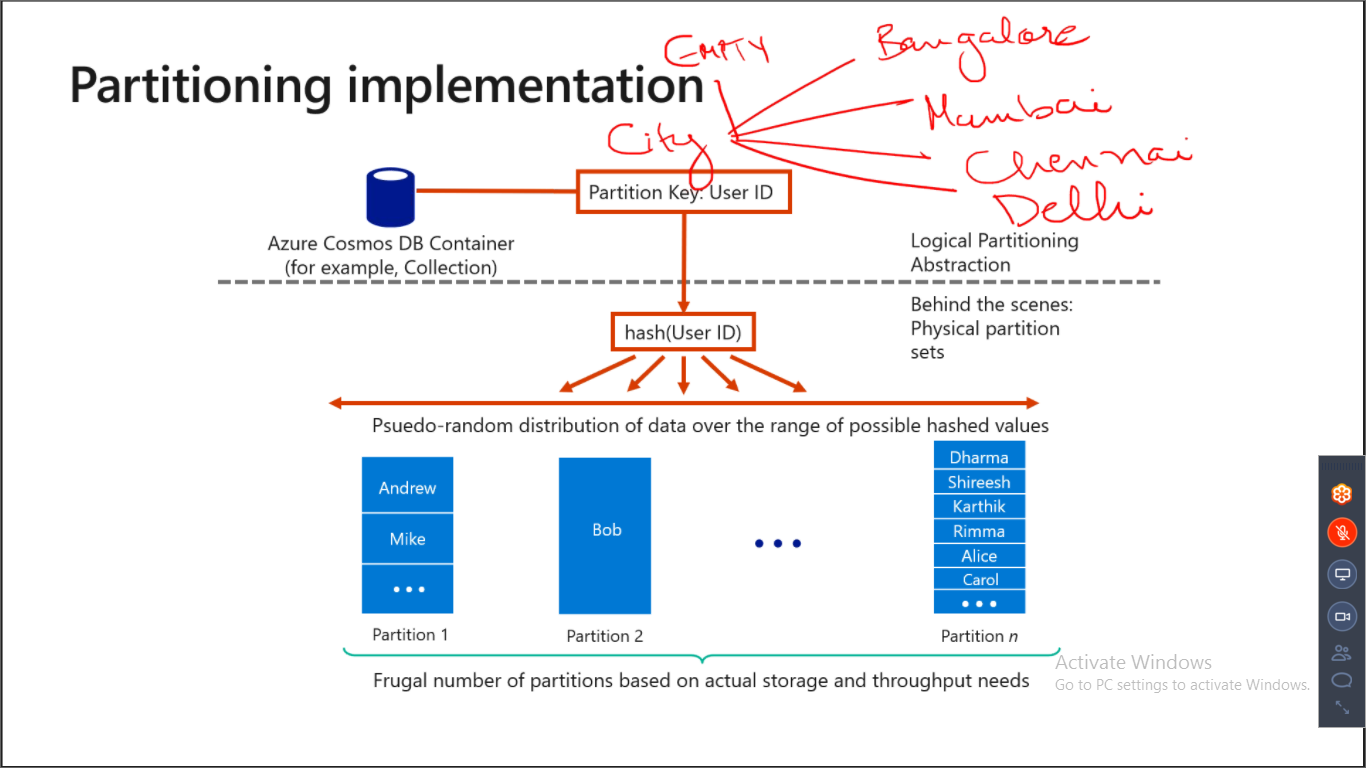 EMPTY
Bangalore
Partitioning implementation
Mumbai
City
Chennai
Partition Key: User ID
Delhi
Azure Cosmos DB Container
(for example, Collection)
Logical Partitioning
Abstraction
Behind the scenes:
Physical partition
sets
hash(User ID)
Psuedo-random distribution of data over the range of possible hashed values
Andrew
Mike
• • •
Partition 1
Bob
Partition 2
• • •
Dharma
Shireesh
Karthik
Rimma
Alice
Carol
• • •
Partition n
Frugal number of partitions based on actual storage and throughput needs
Activate Windows
Go to PC settings to activate Windows.